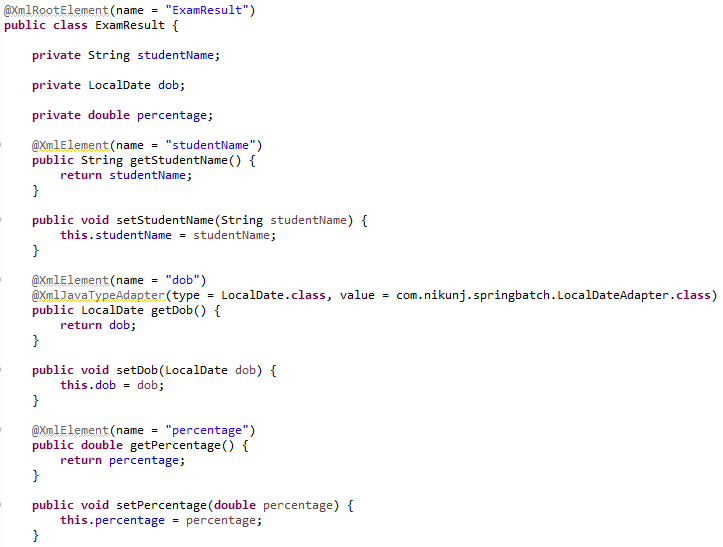 @XmlRootElement(name = "ExamResult")
public class ExamResult {
private String studentName;
private LocalDate dob;
private double percentage;
@XmlElement(name = "studentName")
public String getStudentName() {
return studentName;
}
public void setStudentName(String studentName) {
this.studentName = studentName;
}
@XmlElement(name = "dob")
@XmlJavaTypeAdapter(type = LocalDate.class, value = com.nikunj.springbatch.LocalDateAdapter.class)
public LocalDate getDob() {
return dob;
}
public void setDob(LocalDate dob) {
this.dob = dob;
}
@XmlElement(name = "percentage")
public double getPercentage() {
return percentage;
}
public void setPercentage(double percentage) {
this.percentage = percentage;
}